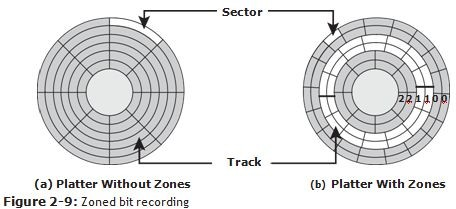 Sector
2 2 1 1 0 0
Track
(a) Platter Without Zones
(b) Platter With Zones
Figure 2-9: Zoned bit recording